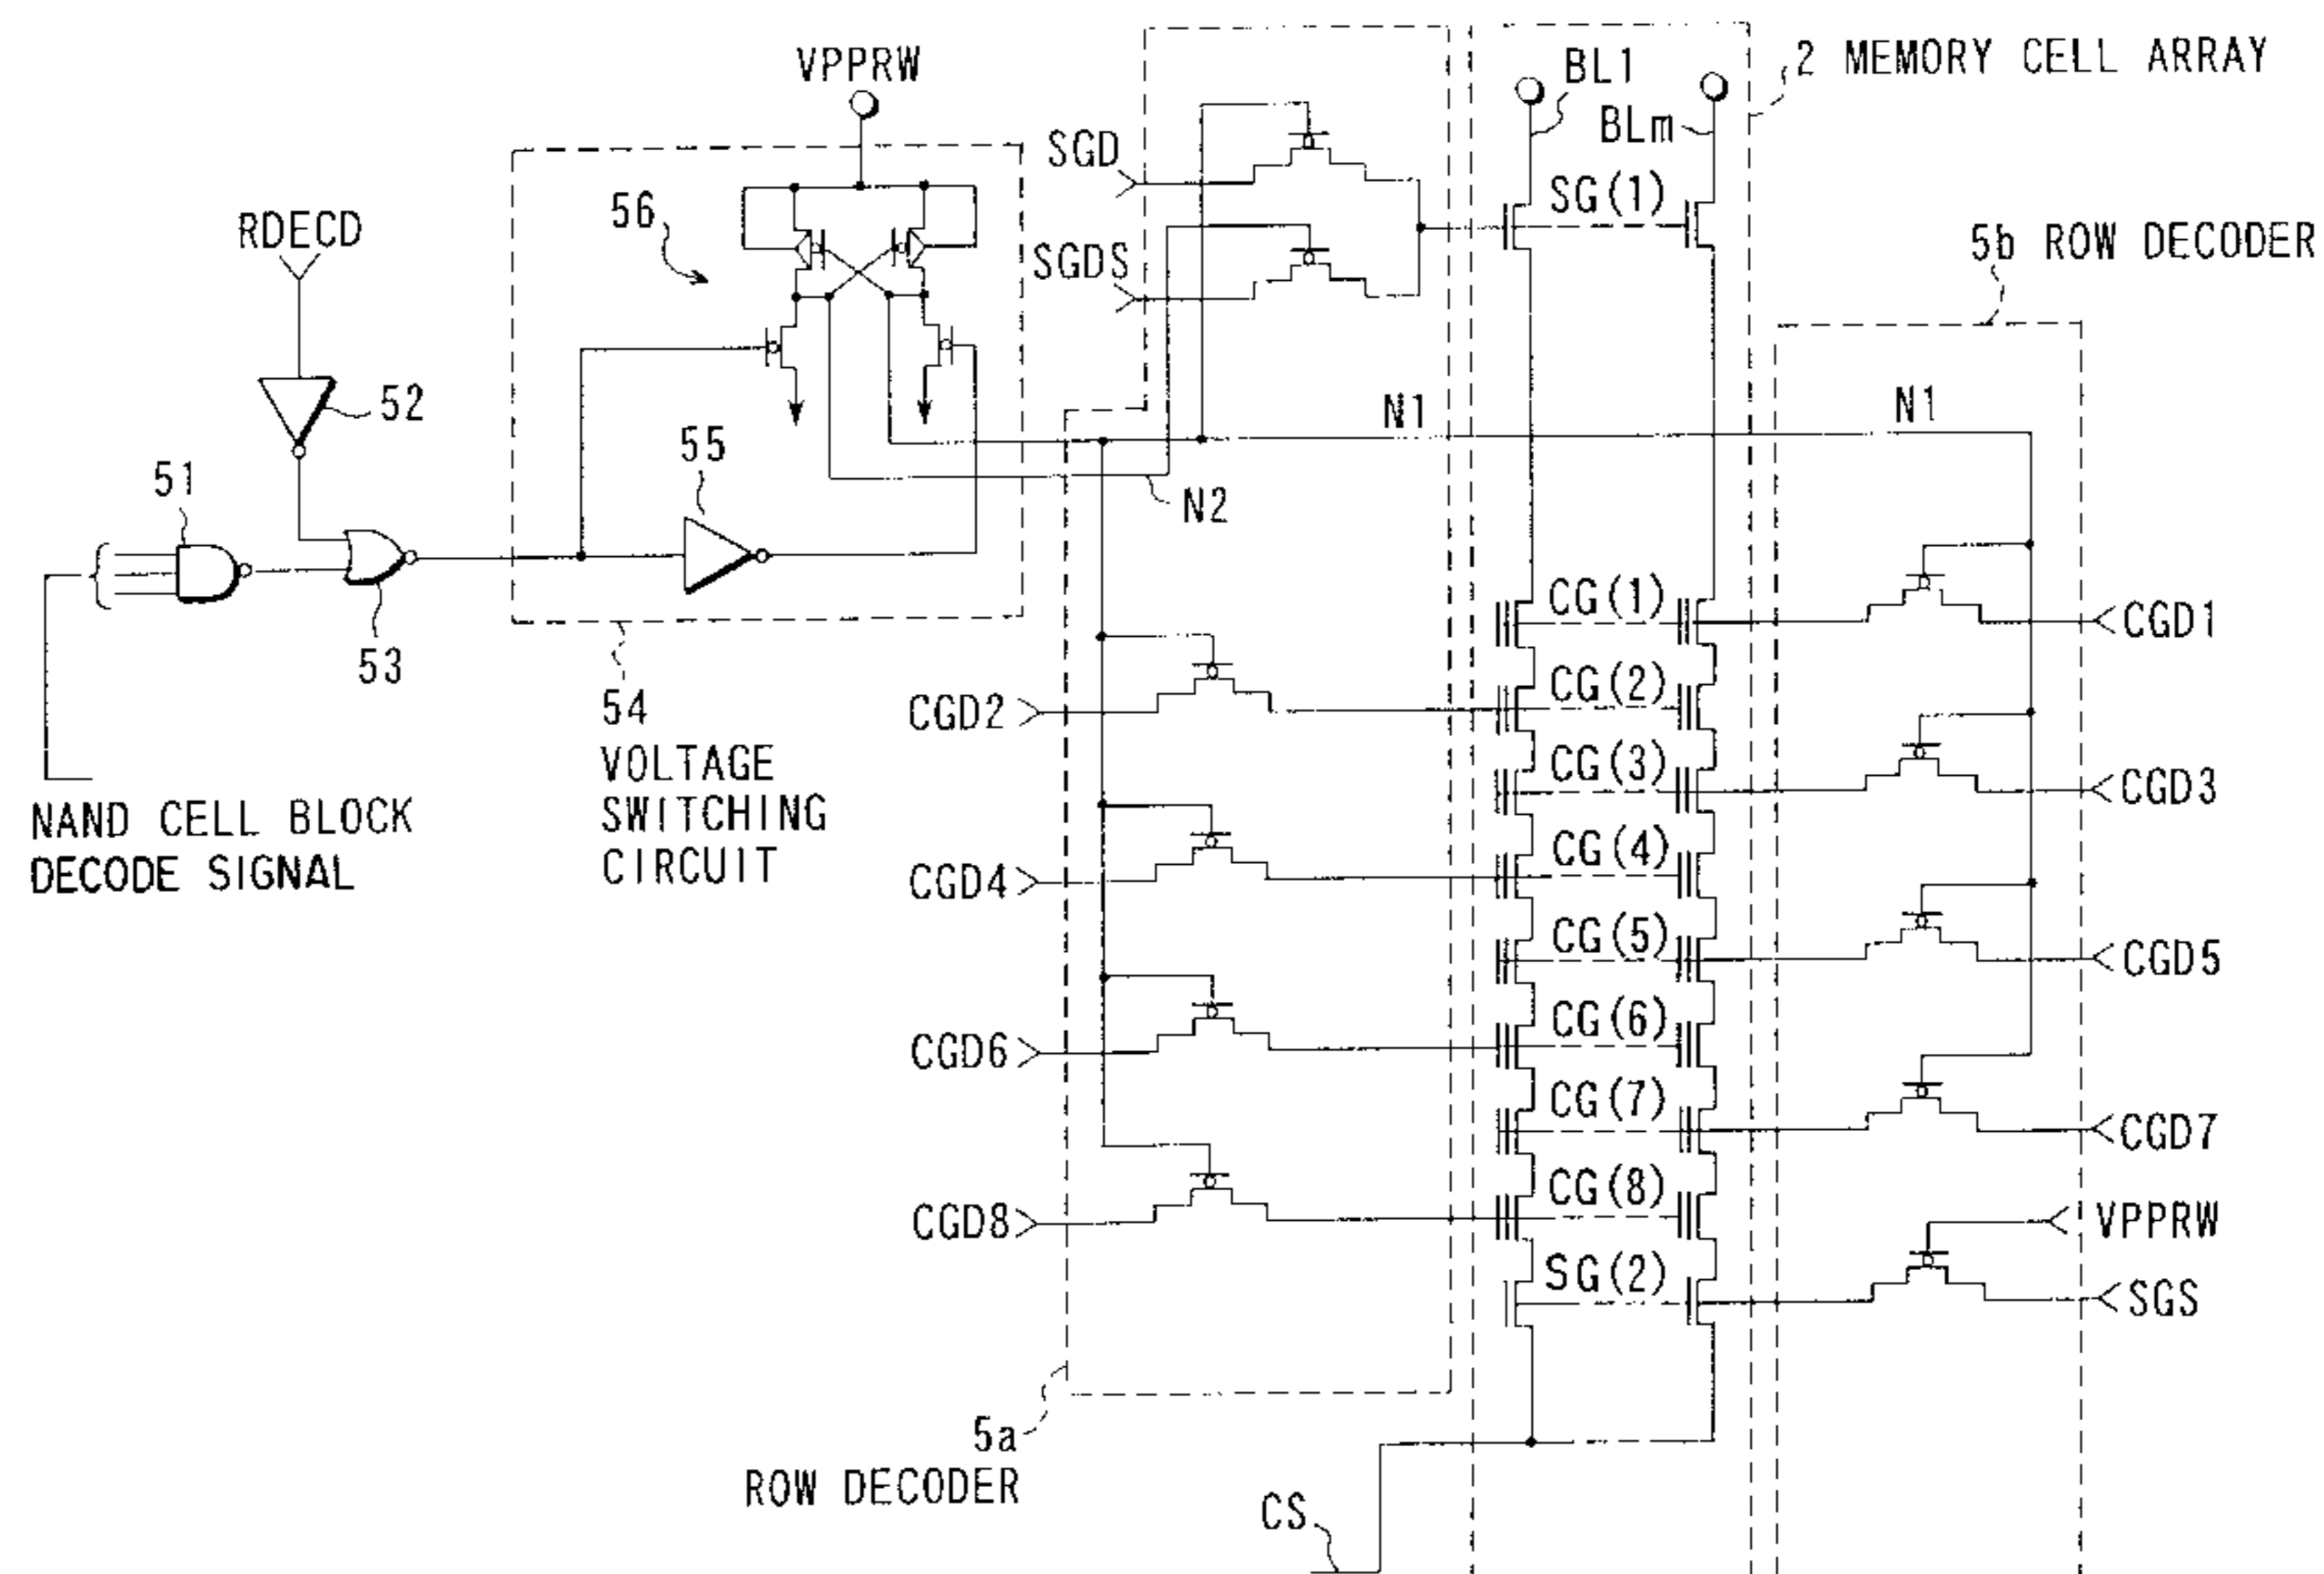 VPPRW
BL1
2 MEMORY CELL ARRAY
BLm
SGD
SG(1)
56
RDECD
5b ROW DECODER
SGDS
52
N1
N1
55
51
N2
CG(1)
CGD1
53
CG(2)
54
VOLTAGE
SWITCHING
CIRCUIT
CGD2
CG(3)
CGD3
NAND CELL BLOCK
DECODE SIGNAL
CG(4)
CGD4
CG(5)
CGD5
CG(6)
CGD6
CG(7)
CGD7
CG(8)
VPPRW
CGD8
SG(2)
SGS
5a
ROW DECODER
CS